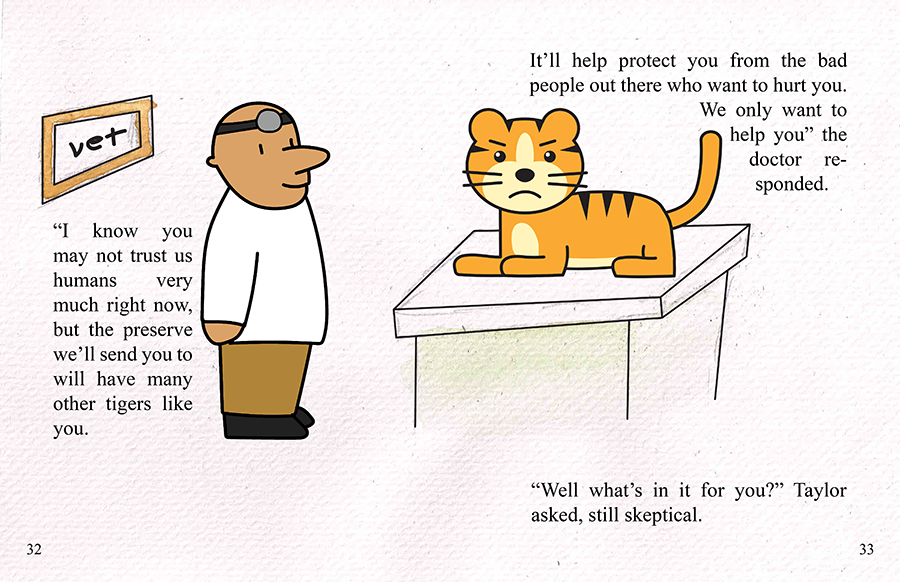 vet
“I know you
may not trust us
humans very
much right now,
but the preserve
we’ll send you to
will have many
other tigers like
you.
32
It’ll help protect you from the bad
people out there who want to hurt you.
We only want to
help you” the
doctor re-
sponded.
“Well what’s in it for you?” Taylor
asked, still skeptical.
33